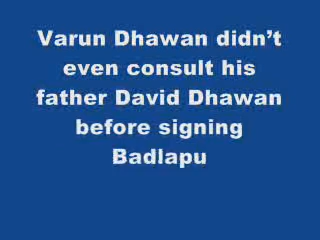 Varun Dhawan didn’t
even consult his
father David Dhawan
before signing
Badlapu